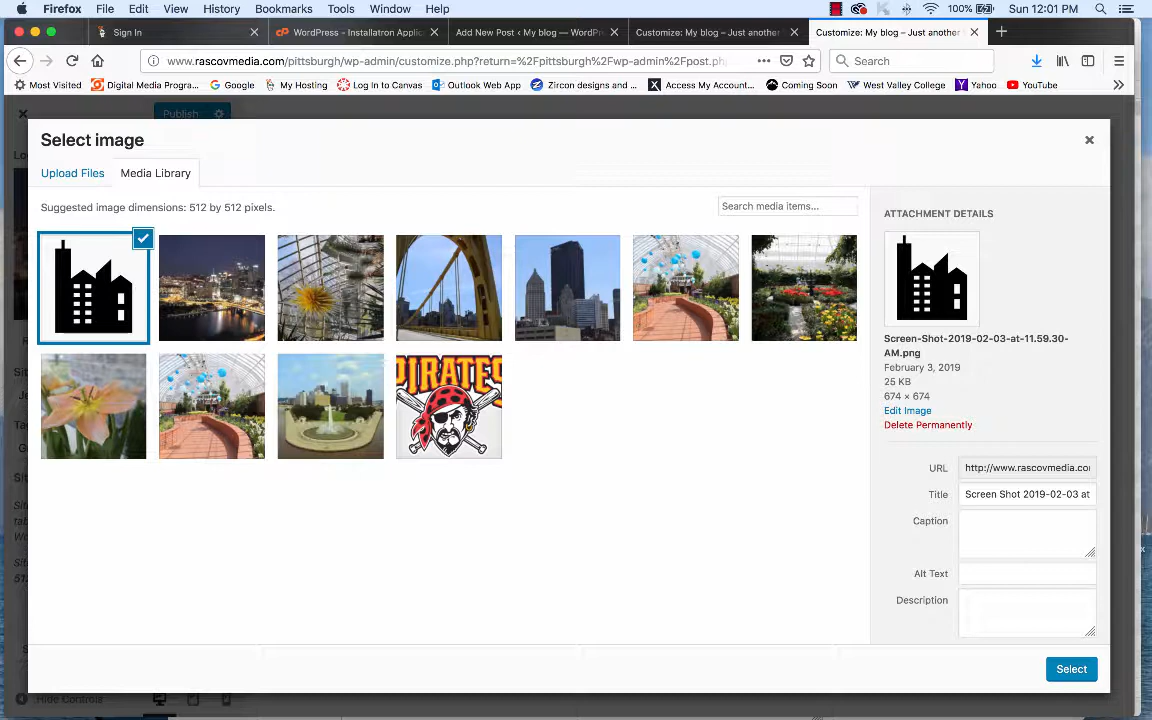 Firefox File Edit View History Bookmarks Tools Window Help 100% Sun 12:01 PM
Sign In WordPress - Installatron Applic Add New Post ‹ My blog — WordPr Customize: My blog – Just another Customize: My blog – Just another
www.rascovmedia.com/pittsburgh/wp-admin/customize.php?return=%2Fpittsburgh%2Fwp-admin%2Fpost.ph Search
Most Visited Digital Media Progra... Google My Hosting Log In to Canvas Outlook Web App Zircon designs and ... Access My Account... Coming Soon West Valley College Yahoo YouTube
Publish
Select image
Upload Files Media Library
Suggested image dimensions: 512 by 512 pixels.
Search media items...
PIRATES
ATTACHMENT DETAILS
Screen-Shot-2019-02-03-at-11.59.30-
AM.png
February 3, 2019
25 KB
674 × 674
Edit Image
Delete Permanently
URL http://www.rascovmedia.co
Title Screen Shot 2019-02-03 at
Caption
Alt Text
Description
Select
Hide Controls